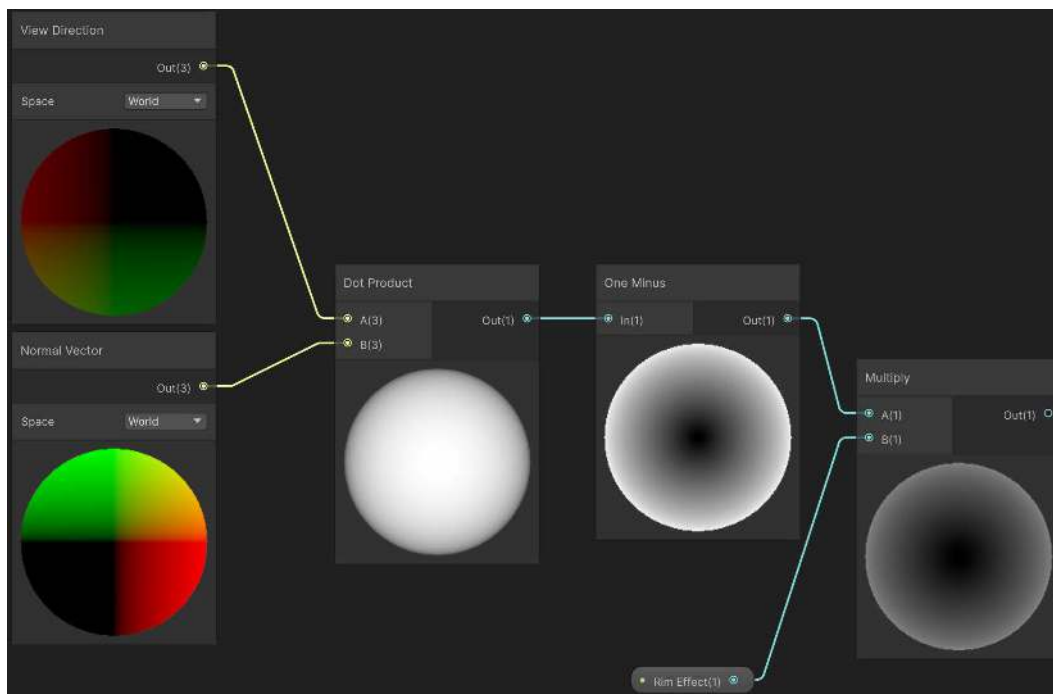 View Direction
Out(3)
Space World
Normal Vector
Out(3)
Space World
Dot Product
A(3) Out(1)
B(3)
One Minus
In(1) Out(1)
Multiply
A(1) Out(1)
B(1)
Rim Effect(1)